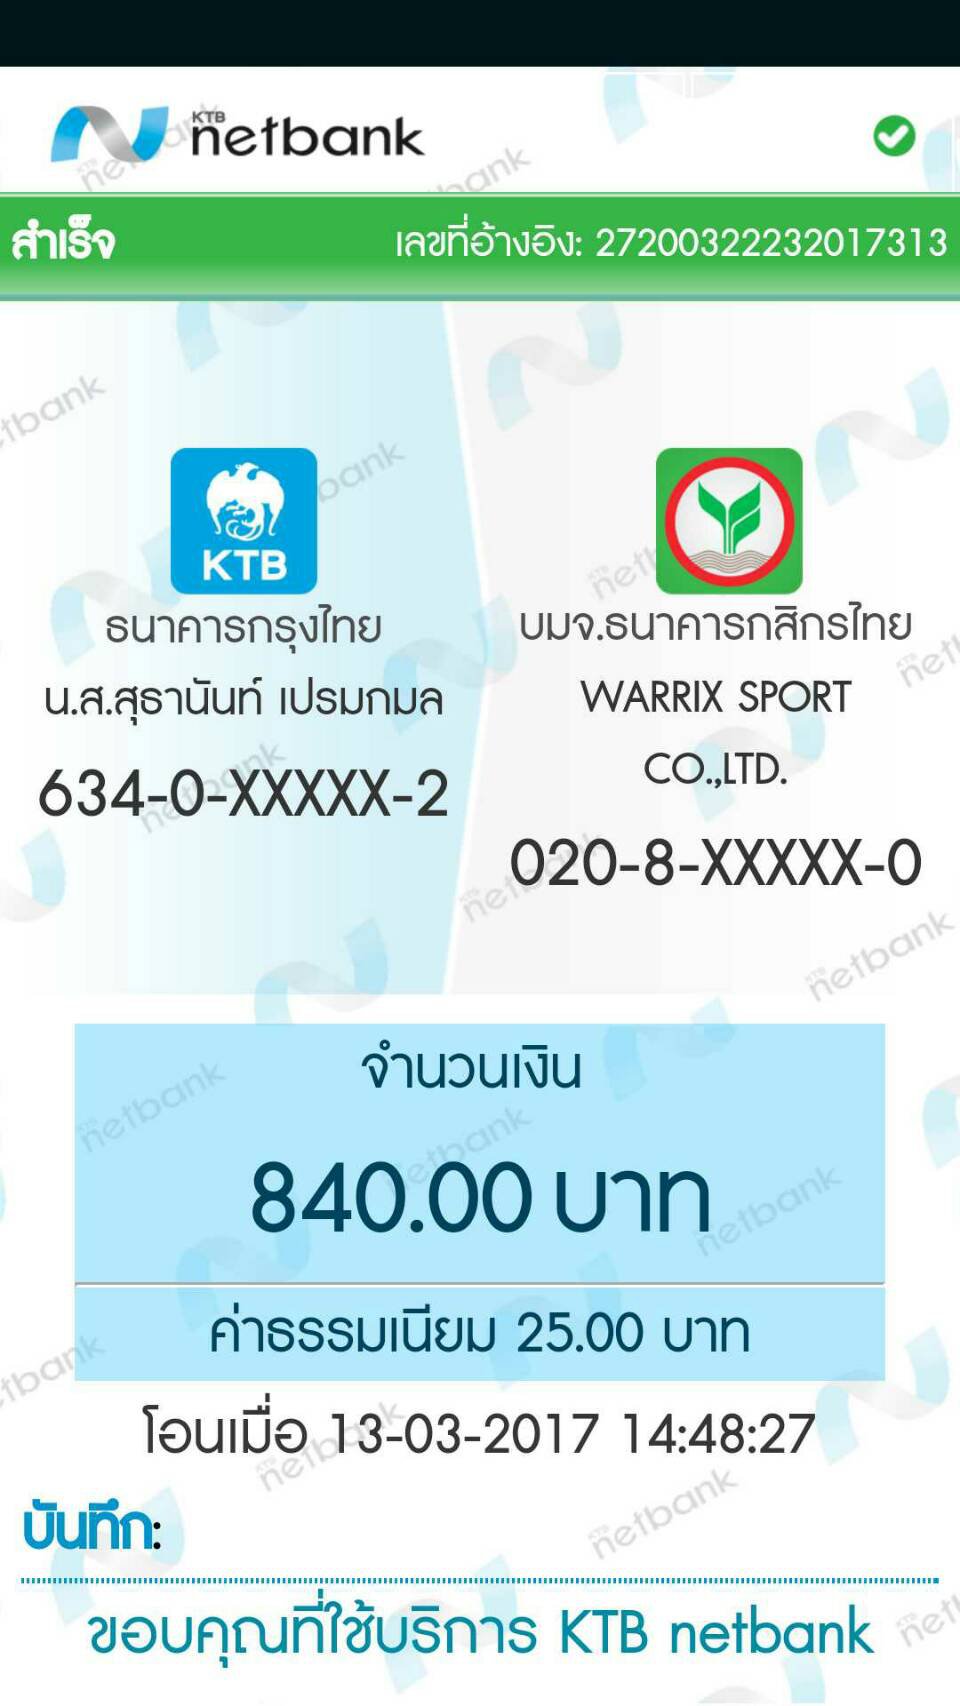 KTB
netbank
สำเร็จ
เลขที่อ้างอิง: 27200322232017313
KTB
ธนาคารกรุงไทย
น.ส.สุธานันท์ เปรมกมล
634-0-XXXXX-2
บมจ.ธนาคารกสิกรไทย
WARRIX SPORT
CO.,LTD.
020-8-XXXXX-0
จำนวนเงิน
840.00 บาท
ค่าธรรมเนียม 25.00 บาท
โอนเมื่อ 13-03-2017 14:48:27
บันทึก:
ขอบคุณที่ใช้บริการ KTB netbank